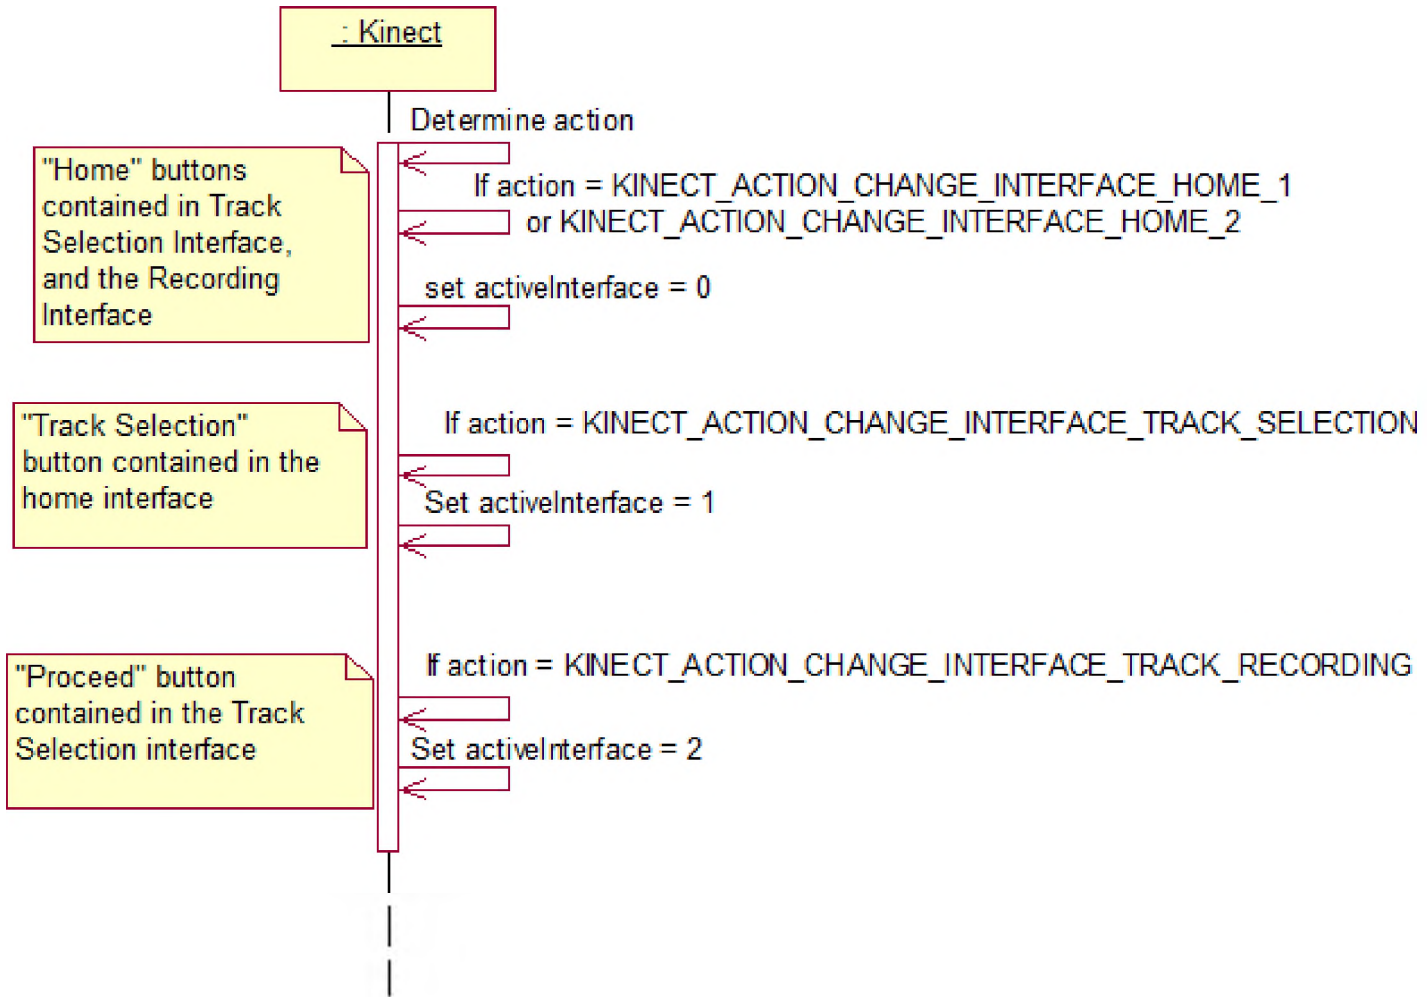 _: Kinect
Determine action
"Home" buttons
contained in Track
Selection Interface,
and the Recording
Interface
If action = KINECT_ACTION_CHANGE_INTERFACE_HOME_1
or KINECT_ACTION_CHANGE_INTERFACE_HOME_2
set activeInterface = 0
"Track Selection"
button contained in the
home interface
If action = KINECT_ACTION_CHANGE_INTERFACE_TRACK_SELECTION
Set activeInterface = 1
"Proceed" button
contained in the Track
Selection interface
If action = KINECT_ACTION_CHANGE_INTERFACE_TRACK_RECORDING
Set activeInterface = 2